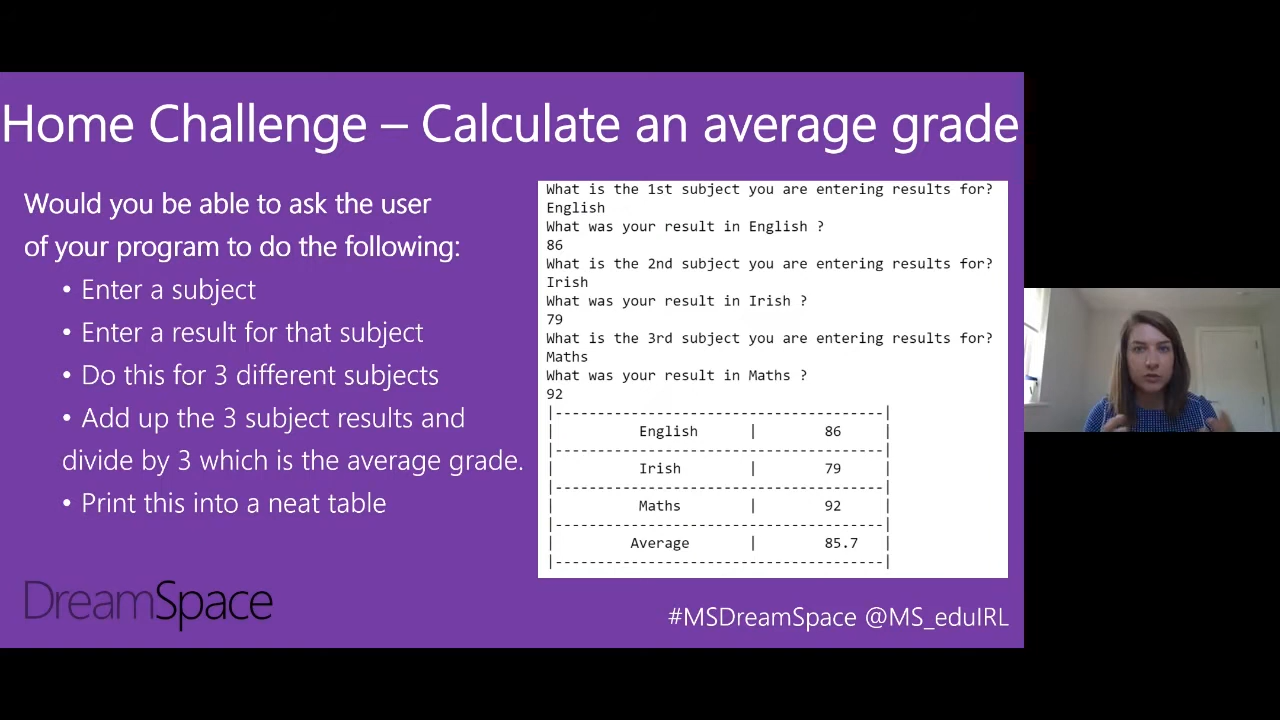 Home Challenge – Calculate an average grade
Would you be able to ask the user
of your program to do the following:
• Enter a subject
• Enter a result for that subject
• Do this for 3 different subjects
• Add up the 3 subject results and
divide by 3 which is the average grade.
• Print this into a neat table
What is the 1st subject you are entering results for?
English
What was your result in English ?
86
What is the 2nd subject you are entering results for?
Irish
What was your result in Irish ?
79
What is the 3rd subject you are entering results for?
Maths
What was your result in Maths ?
92
|---------------------------------------|
| English | 86 |
|---------------------------------------|
| Irish | 79 |
|---------------------------------------|
| Maths | 92 |
|---------------------------------------|
| Average | 85.7 |
|---------------------------------------|
DreamSpace
#MSDreamSpace @MS_eduIRL